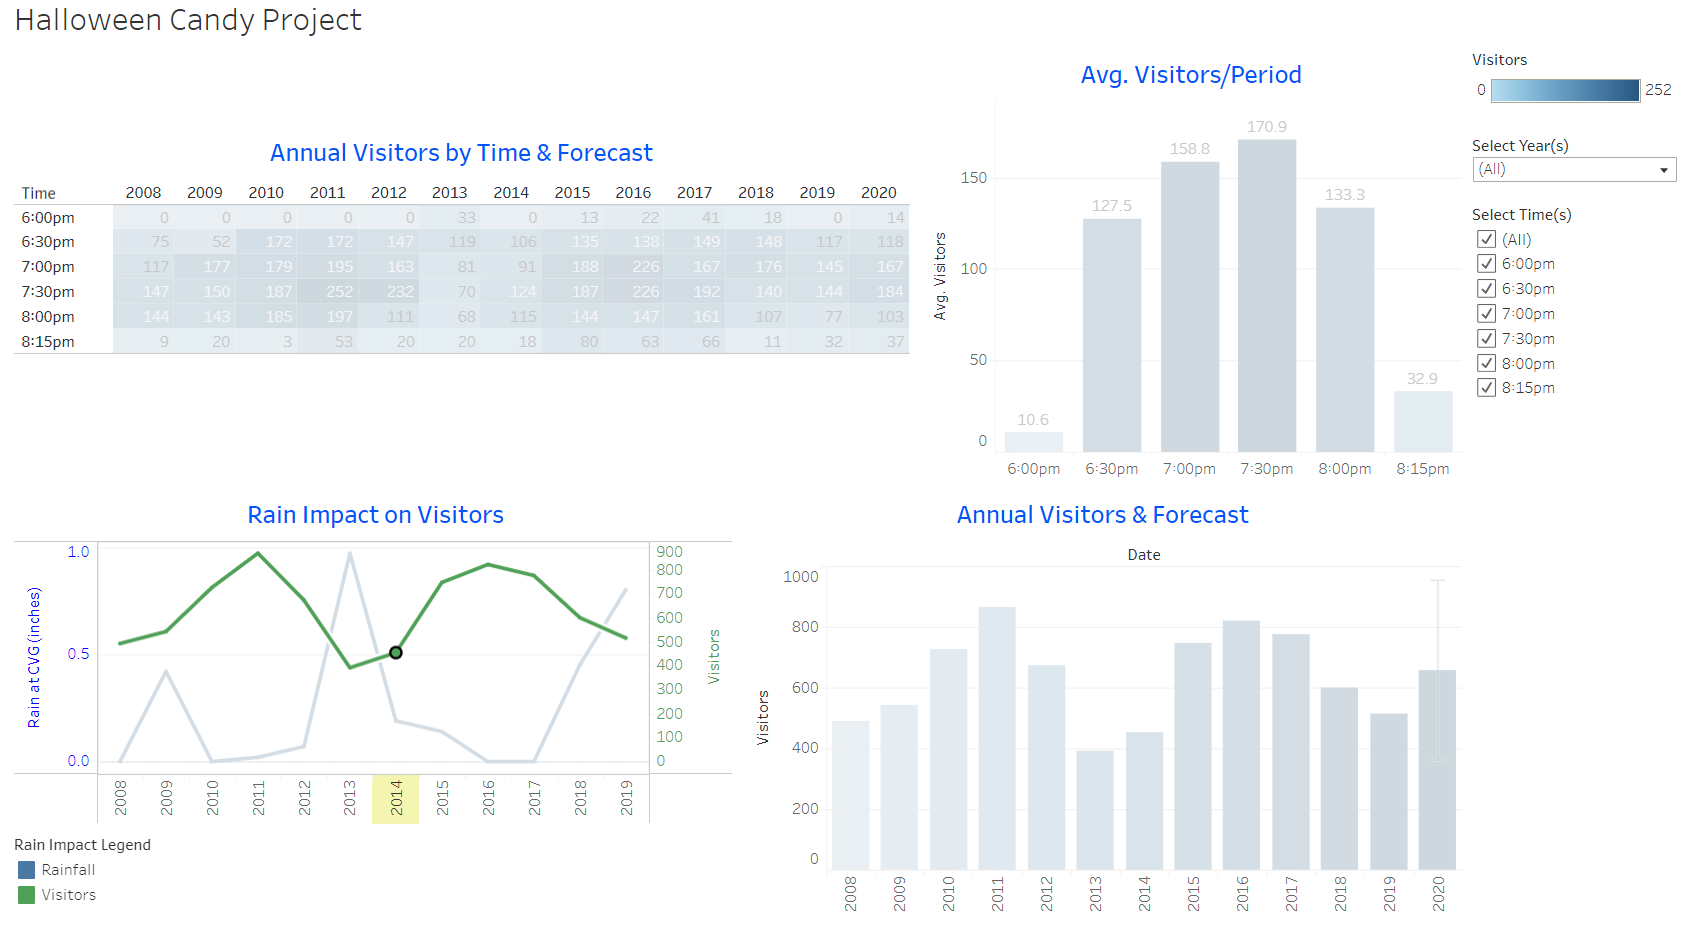 Halloween Candy Project
Annual Visitors by Time & Forecast
Time 2008 2009 2010 2011 2012 2013 2014 2015 2016 2017 2018 2019 2020
6:00pm 0 0 0 0 0 33 0 13 22 41 18 0 14
6:30pm 75 52 172 172 147 119 106 135 138 149 148 117 118
7:00pm 117 177 179 195 163 81 91 188 226 167 176 145 167
7:30pm 147 150 187 252 232 70 124 187 226 192 140 144 184
8:00pm 144 143 185 197 111 68 115 144 147 161 107 77 103
8:15pm 9 20 3 53 20 20 18 80 63 66 11 32 37
Avg. Visitors/Period
Avg. Visitors
150
100
50
0
10.6 127.5 158.8 170.9 133.3 32.9
6:00pm 6:30pm 7:00pm 7:30pm 8:00pm 8:15pm
Visitors
0 252
Select Year(s)
(All)
Select Time(s)
(All)
6:00pm
6:30pm
7:00pm
7:30pm
8:00pm
8:15pm
Rain Impact on Visitors
Rain at CVG (inches)
1.0
0.5
0.0
900
800
700
600
500
400
300
200
100
0
Visitors
2008 2009 2010 2011 2012 2013 2014 2015 2016 2017 2018 2019
Rain Impact Legend
Rainfall
Visitors
Annual Visitors & Forecast
Date
Visitors
1000
800
600
400
200
0
2008 2009 2010 2011 2012 2013 2014 2015 2016 2017 2018 2019 2020